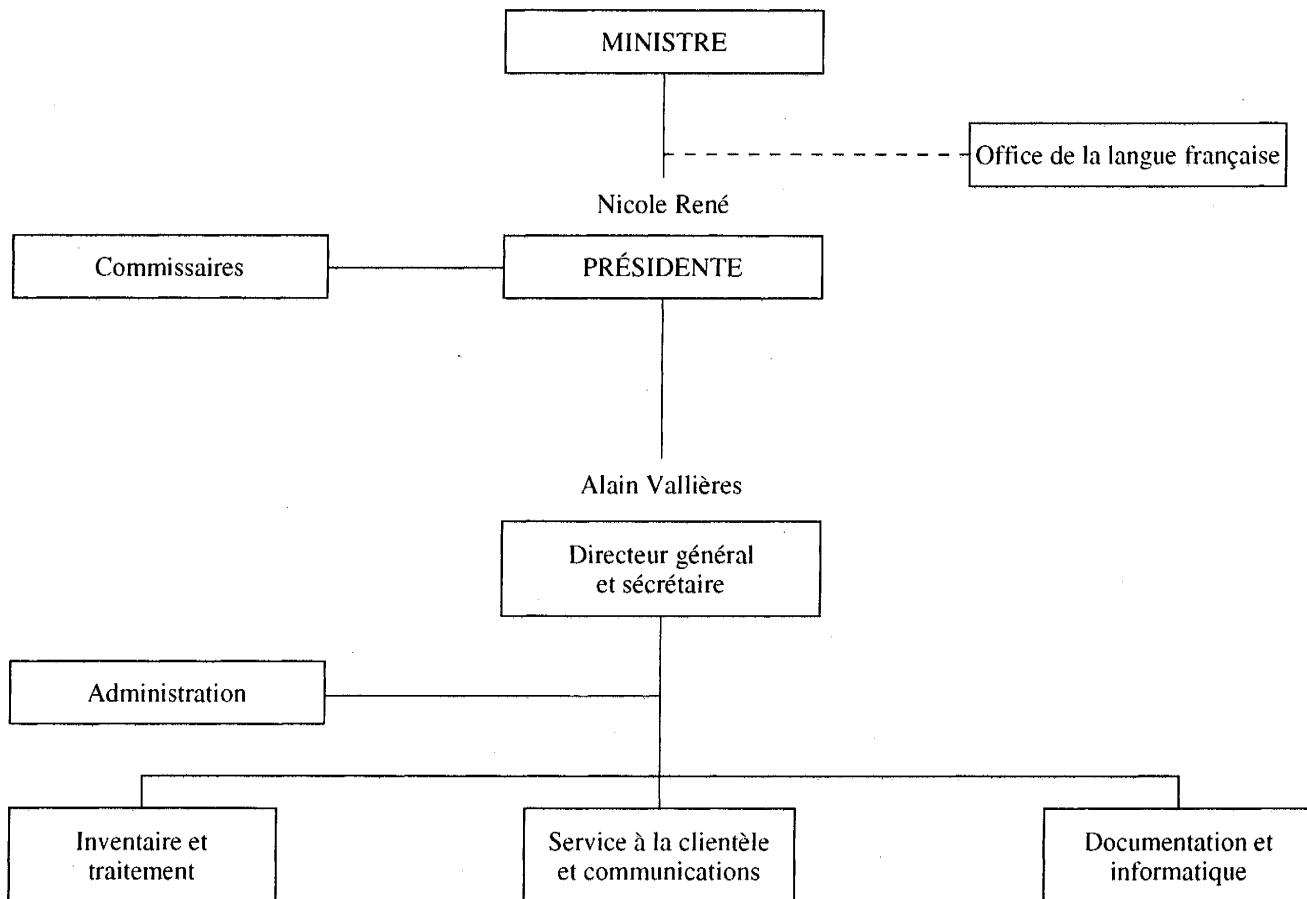 MINISTRE
Office de la langue française
Nicole René
Commissaires
PRÉSIDENTE
Alain Vallières
Directeur général
et sécrétaire
Administration
Inventaire et
traitement
Service à la clientèle
et communications
Documentation et
informatique